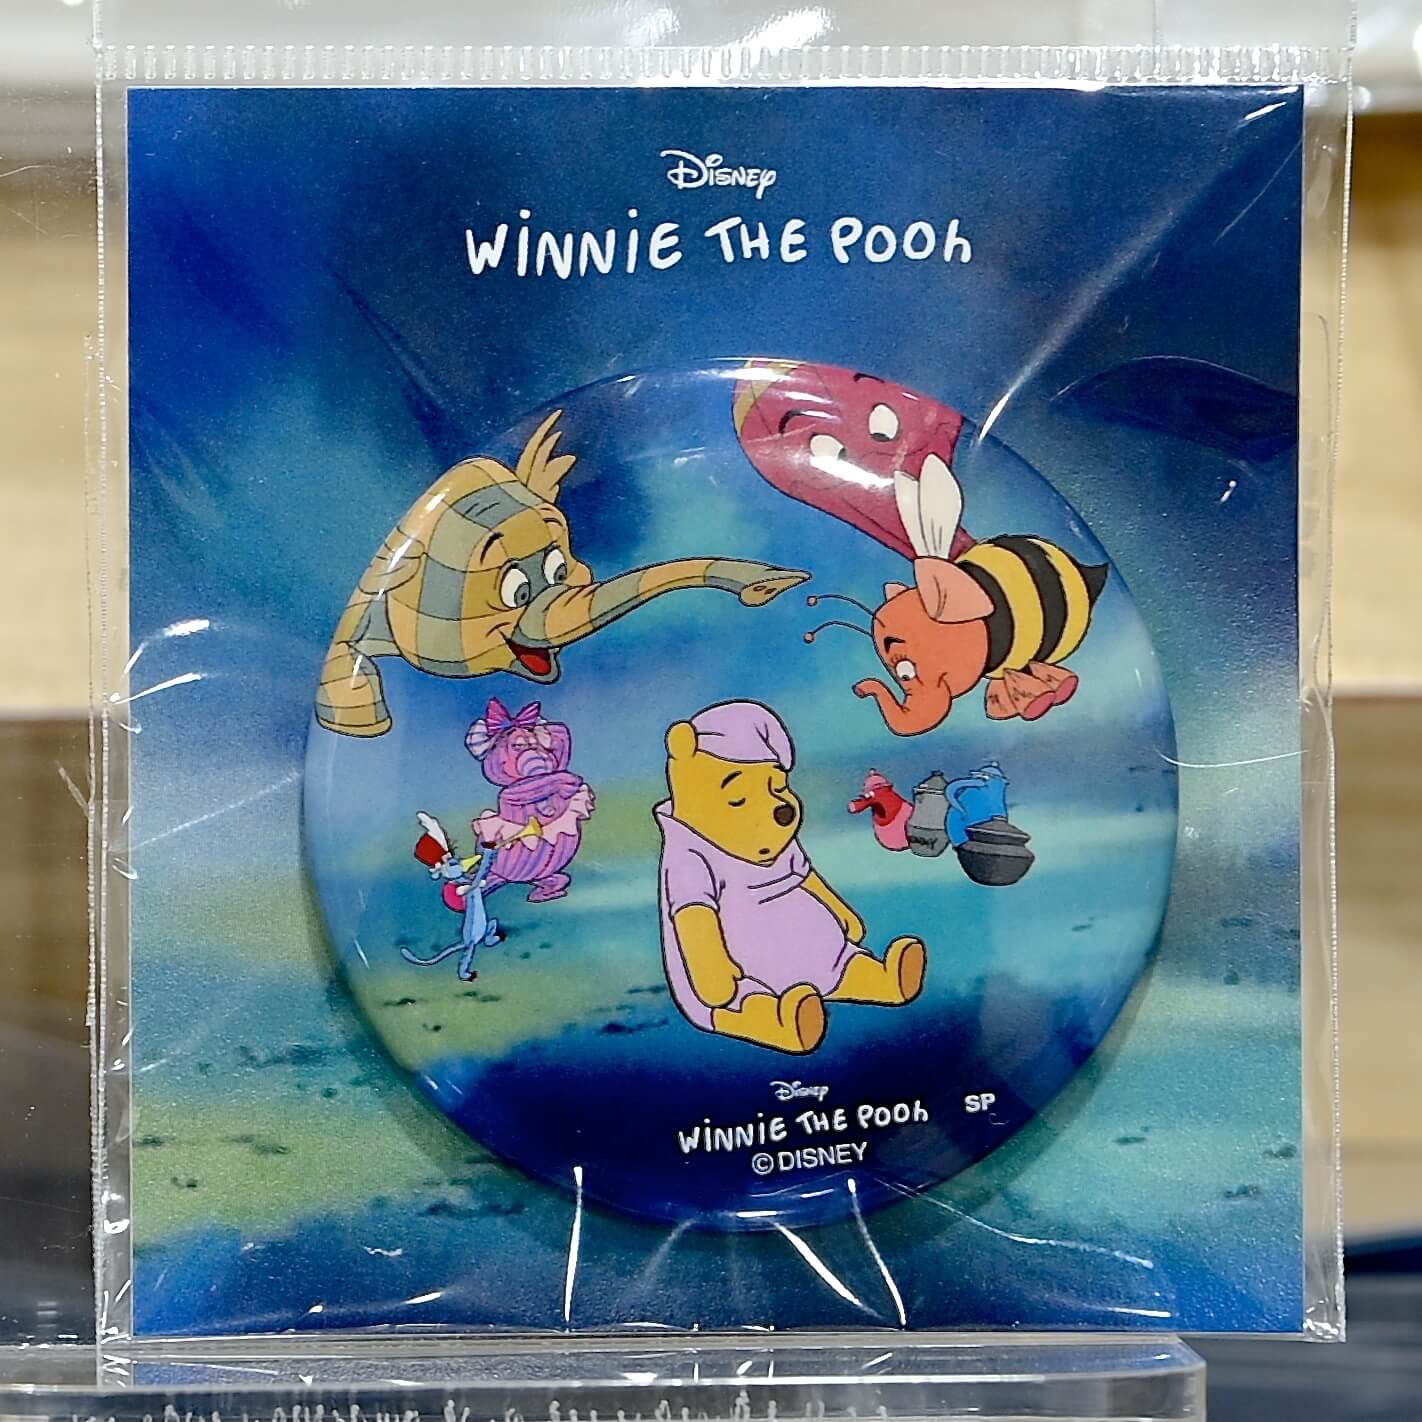 Disney
WINNIE THE POOh
Disney
WINNIE THE POOh
SP
©DISNEY